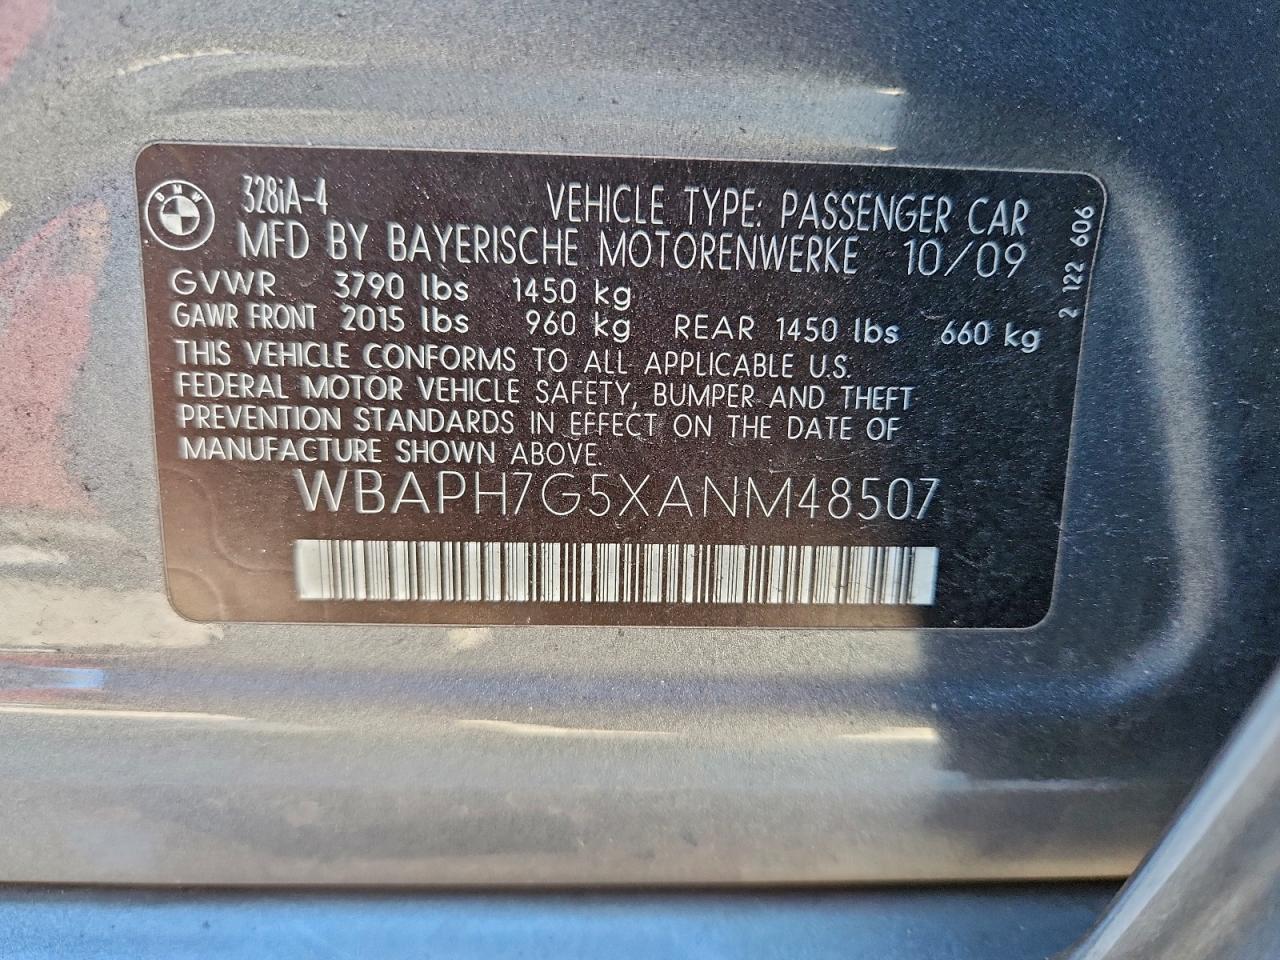 BMW
328iA-4
VEHICLE TYPE: PASSENGER CAR
MFD BY BAYERISCHE MOTORENWERKE 10/09
GVWR 3790 lbs 1450 kg
GAWR FRONT 2015 lbs 960 kg REAR 1450 lbs 660 kg
THIS VEHICLE CONFORMS TO ALL APPLICABLE U.S.
FEDERAL MOTOR VEHICLE SAFETY, BUMPER AND THEFT
PREVENTION STANDARDS IN EFFECT ON THE DATE OF
MANUFACTURE SHOWN ABOVE.
WBAPH7G5XANM48507
2 122 606